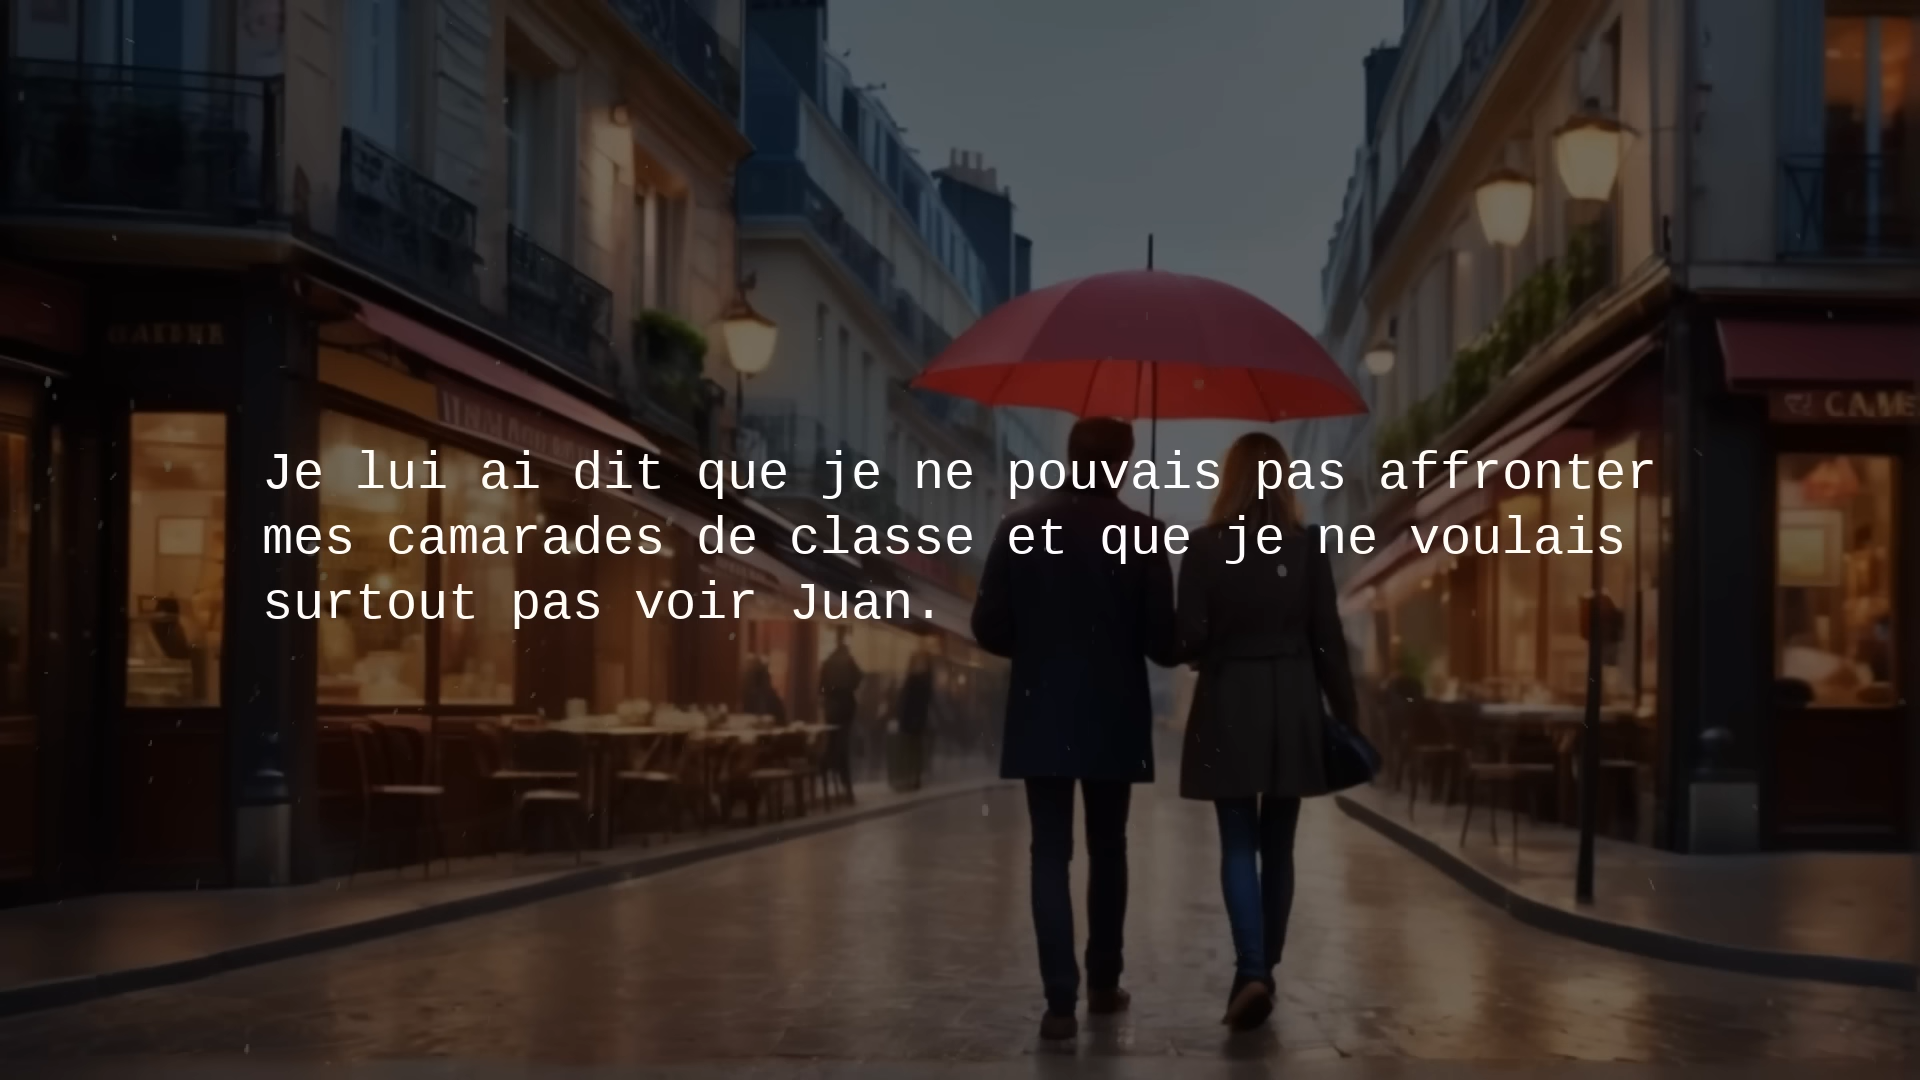 Je lui ai dit que je ne pouvais pas affronter
mes camarades de classe et que je ne voulais
surtout pas voir Juan.